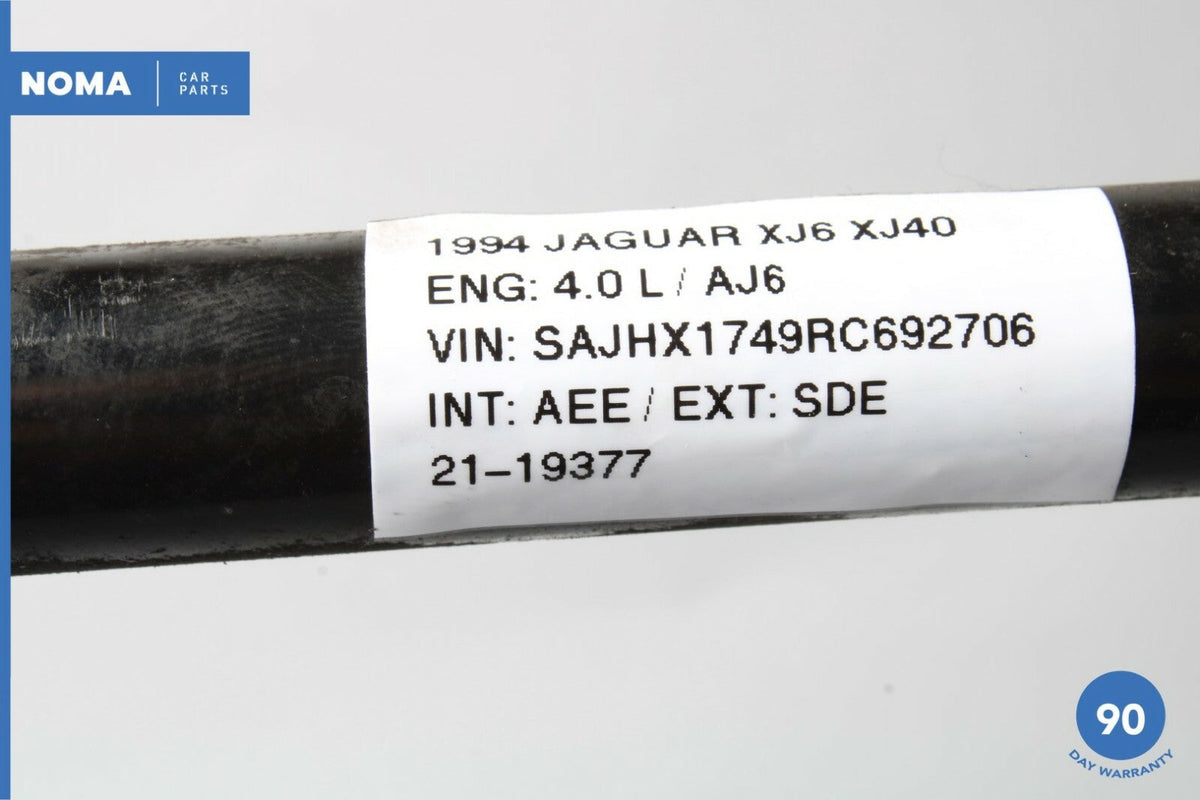 NOMA
CAR
PARTS
1994 JAGUAR XJ6 XJ40
ENG: 4.0 L / AJ6
VIN: SAJHX1749RC692706
INT: AEE / EXT: SDE
21-19377
90
DAY WARRANTY